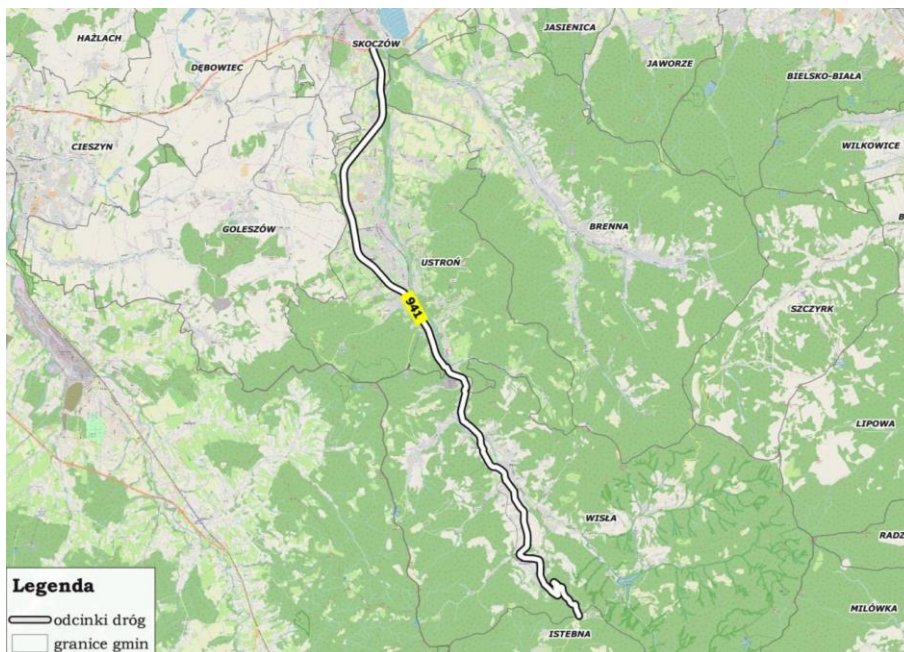 HAŻLACH
SKOCZÓW
JASIENICA
DĘBOWIEC
JAWORZE
BIELSKO-BIAŁA
CIESZYN
WILKOWICE
GOLESZÓW
BRENNA
B
USTROŃ
941
SZCZYRK
LIPOWA
WISŁA
RADZ
Legenda
odcinki dróg
granice gmin
MILÓWKA
ISTEBNA